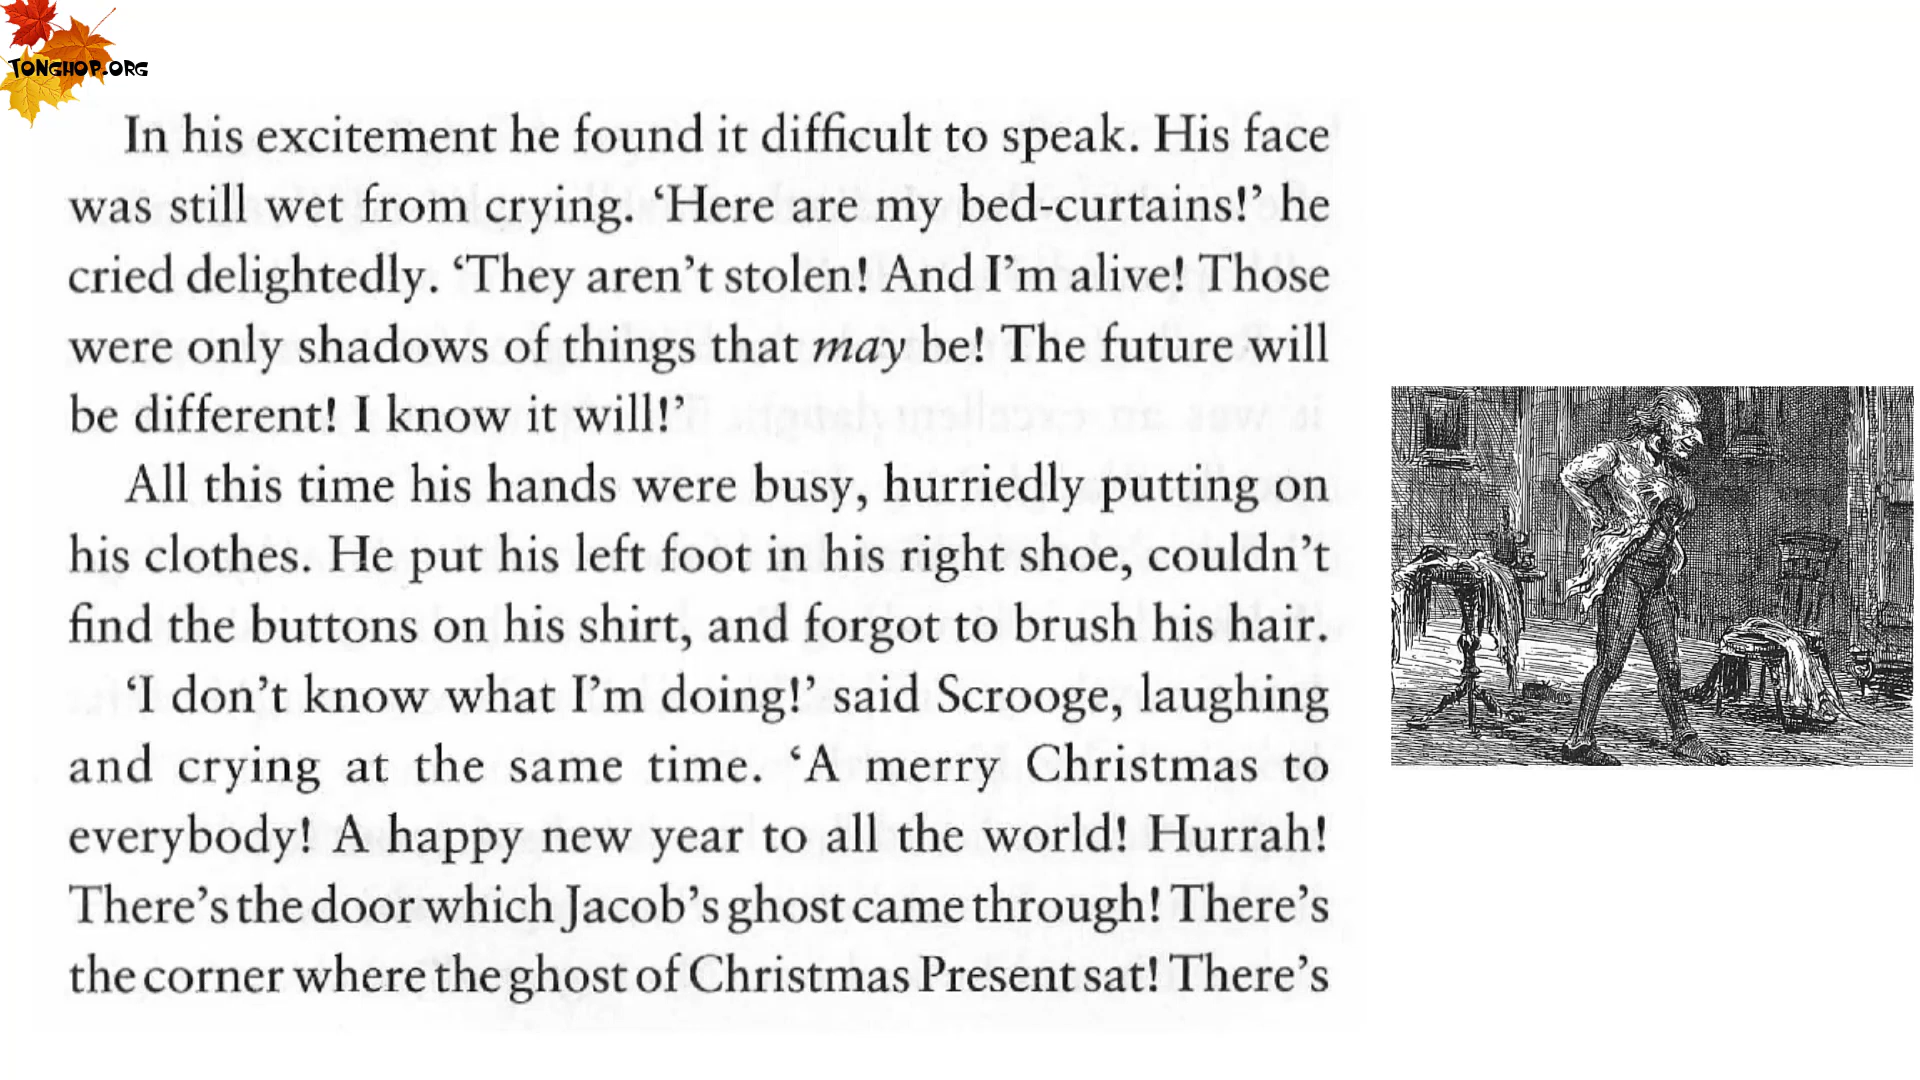 TONGHOP.ORG
In his excitement he found it difficult to speak. His face
was still wet from crying. ‘Here are my bed-curtains!’ he
cried delightedly. ‘They aren’t stolen! And I’m alive! Those
were only shadows of things that may be! The future will
be different! I know it will!’
All this time his hands were busy, hurriedly putting on
his clothes. He put his left foot in his right shoe, couldn’t
find the buttons on his shirt, and forgot to brush his hair.
‘I don’t know what I’m doing!’ said Scrooge, laughing
and crying at the same time. ‘A merry Christmas to
everybody! A happy new year to all the world! Hurrah!
There’s the door which Jacob’s ghost came through! There’s
the corner where the ghost of Christmas Present sat! There’s